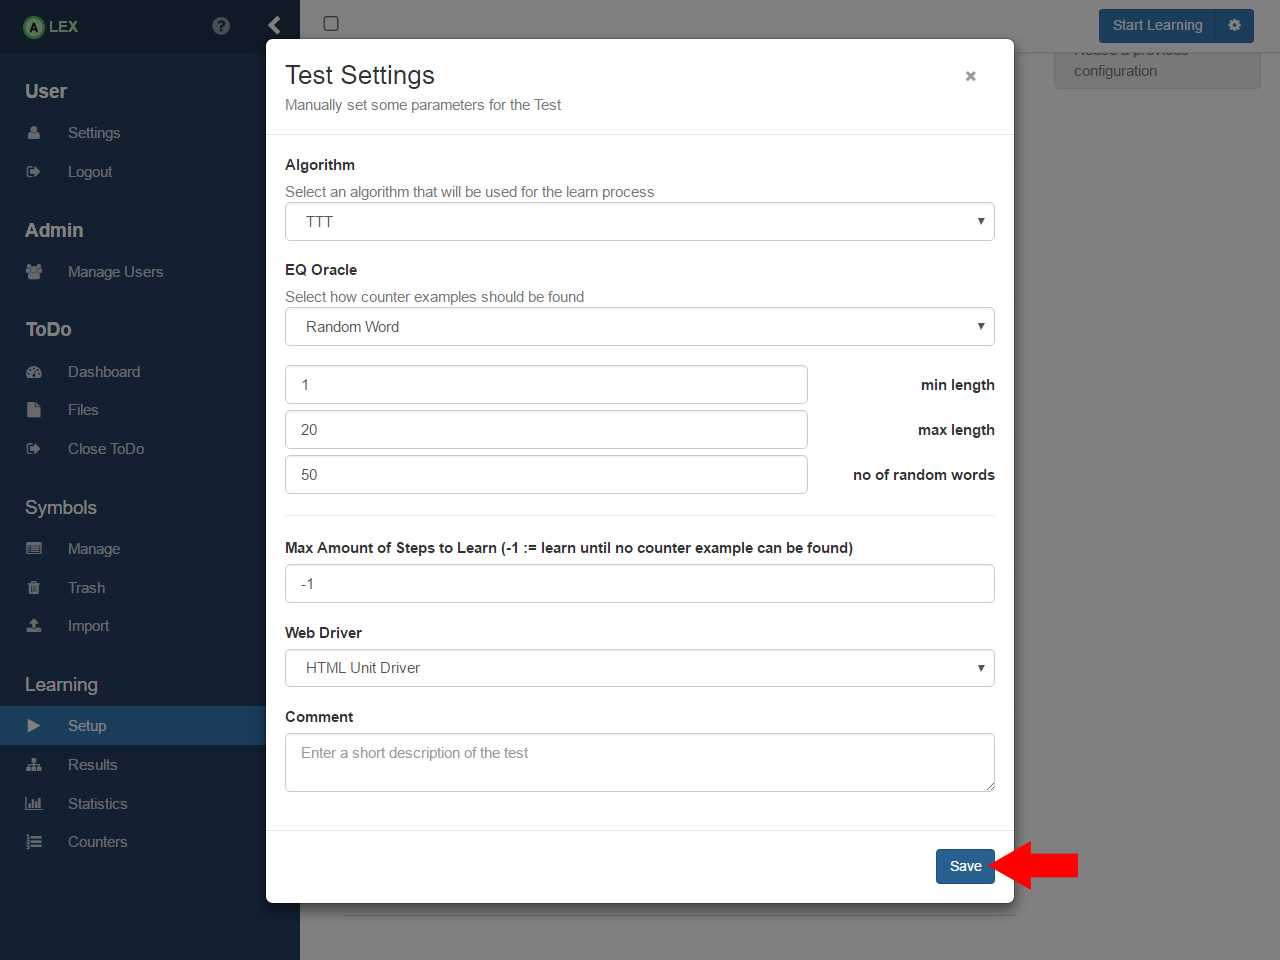 A LEX
?
Start Learning
User
Settings
Logout
Admin
Manage Users
ToDo
Dashboard
Files
Close ToDo
Symbols
Manage
Trash
Import
Learning
Setup
Results
Statistics
Counters
configuration
Test Settings
×
Manually set some parameters for the Test
Algorithm
Select an algorithm that will be used for the learn process
TTT
EQ Oracle
Select how counter examples should be found
Random Word
1 min length
20 max length
50 no of random words
Max Amount of Steps to Learn (-1 := learn until no counter example can be found)
-1
Web Driver
HTML Unit Driver
Comment
Enter a short description of the test
Save